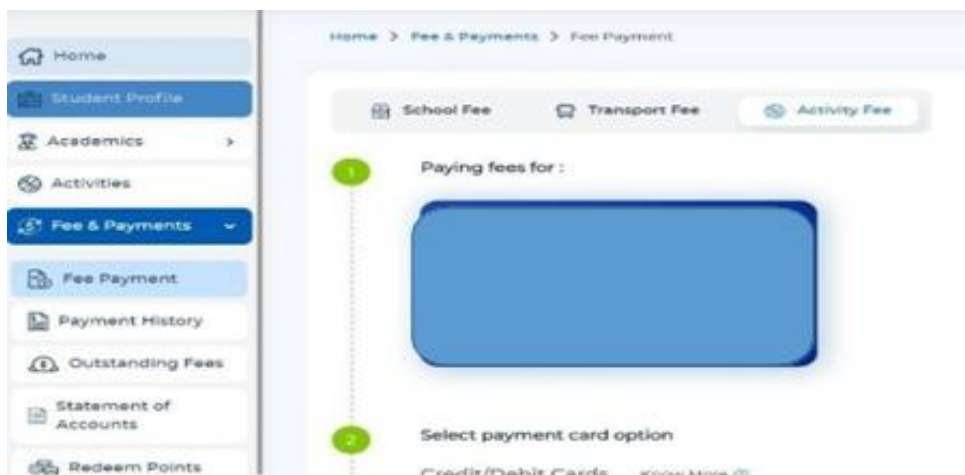 Home > Fee & Payments > Fee Payment
Home
Student Profile
Academics >
Activities
Fee & Payments
Fee Payment
Payment History
Outstanding Fees
Statement of
Accounts
Redeem Points
School Fee Transport Fee Activity Fee
1
Paying fees for :
2
Select payment card option
Credit/Debit Cards Know More